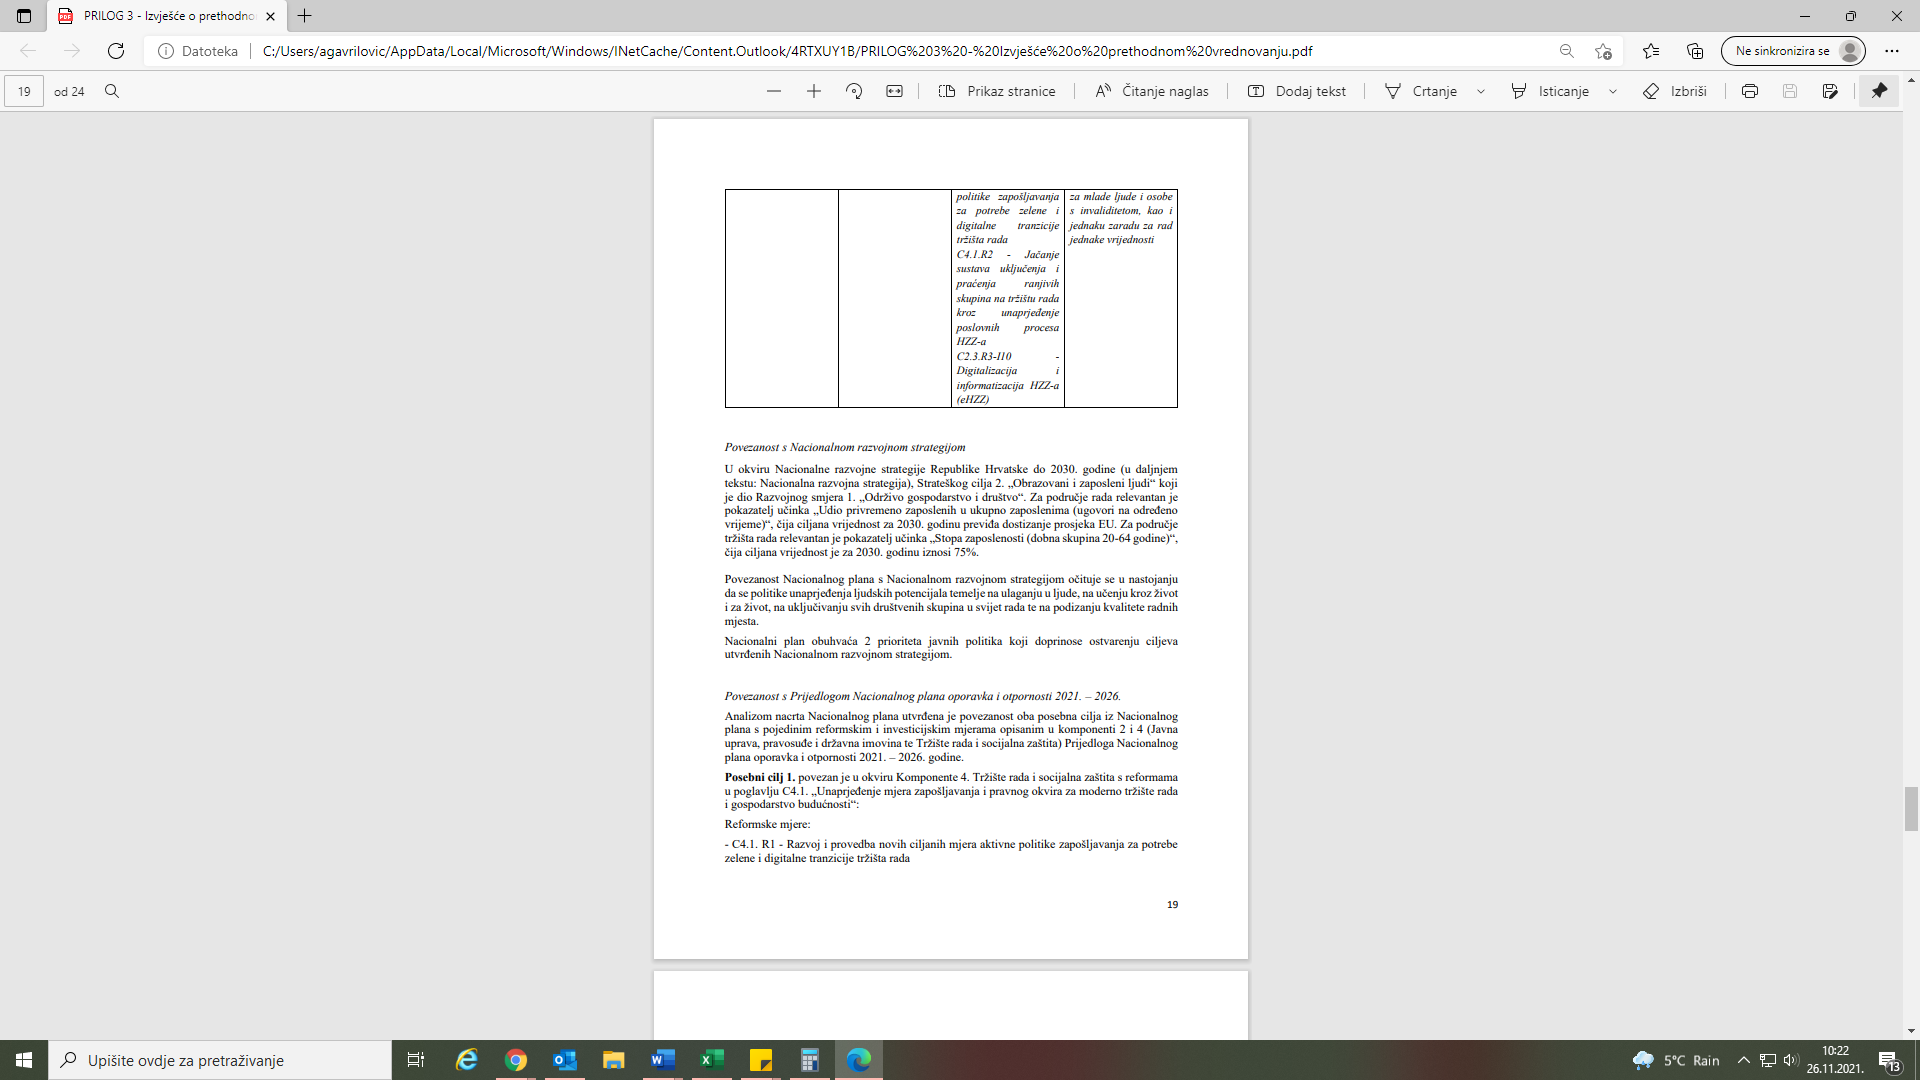 PRILOG 3 - Izvješće o prethodno
Datoteka
C:/Users/agavrilovic/AppData/Local/Microsoft/Windows/INetCache/Content.Outlook/4RTXUY1B/PRILOG%203%20-%20Izvješće%20o%20prethodnom%20vrednovanju.pdf
Ne sinkronizira se
19
od 24
Prikaz stranice
Čitanje naglas
Dodaj tekst
Crtanje
Isticanje
Izbriši
politike zapošljavanja
za potrebe zelene i
digitalne tranzicije
tržišta rada
C4.1.R2 - Jačanje
sustava uključenja i
praćenja ranjivih
skupina na tržištu rada
kroz unaprjeđenje
poslovnih procesa
HZZ-a
C2.3.R3-I10 -
Digitalizacija i
informatizacija HZZ-a
(eHZZ)
za mlade ljude i osobe
s invaliditetom, kao i
jednaku zaradu za rad
jednake vrijednosti
Povezanost s Nacionalnom razvojnom strategijom
U okviru Nacionalne razvojne strategije Republike Hrvatske do 2030. godine (u daljnjem
tekstu: Nacionalna razvojna strategija), Strateškog cilja 2. „Obrazovani i zaposleni ljudi“ koji
je dio Razvojnog smjera 1. „Održivo gospodarstvo i društvo“. Za područje rada relevantan je
pokazatelj učinka „Udio privremeno zaposlenih u ukupno zaposlenima (ugovori na određeno
vrijeme)“, čija ciljana vrijednost za 2030. godinu previđa dostizanje prosjeka EU. Za područje
tržišta rada relevantan je pokazatelj učinka „Stopa zaposlenosti (dobna skupina 20-64 godine)“,
čija ciljana vrijednost je za 2030. godinu iznosi 75%.
Povezanost Nacionalnog plana s Nacionalnom razvojnom strategijom očituje se u nastojanju
da se politike unaprjeđenja ljudskih potencijala temelje na ulaganju u ljude, na učenju kroz život
i za život, na uključivanju svih društvenih skupina u svijet rada te na podizanju kvalitete radnih
mjesta.
Nacionalni plan obuhvaća 2 prioriteta javnih politika koji doprinose ostvarenju ciljeva
utvrđenih Nacionalnom razvojnom strategijom.
Povezanost s Prijedlogom Nacionalnog plana oporavka i otpornosti 2021. – 2026.
Analizom nacrta Nacionalnog plana utvrđena je povezanost oba posebna cilja iz Nacionalnog
plana s pojedinim reformskim i investicijskim mjerama opisanim u komponenti 2 i 4 (Javna
uprava, pravosuđe i državna imovina te Tržište rada i socijalna zaštita) Prijedloga Nacionalnog
plana oporavka i otpornosti 2021. – 2026. godine.
Posebni cilj 1. povezan je u okviru Komponente 4. Tržište rada i socijalna zaštita s reformama
u poglavlju C4.1. „Unaprjeđenje mjera zapošljavanja i pravnog okvira za moderno tržište rada
i gospodarstvo budućnosti“:
Reformske mjere:
- C4.1. R1 - Razvoj i provedba novih ciljanih mjera aktivne politike zapošljavanja za potrebe
zelene i digitalne tranzicije tržišta rada
19
Upišite ovdje za pretraživanje
5°C Rain
10:22
26.11.2021.
13